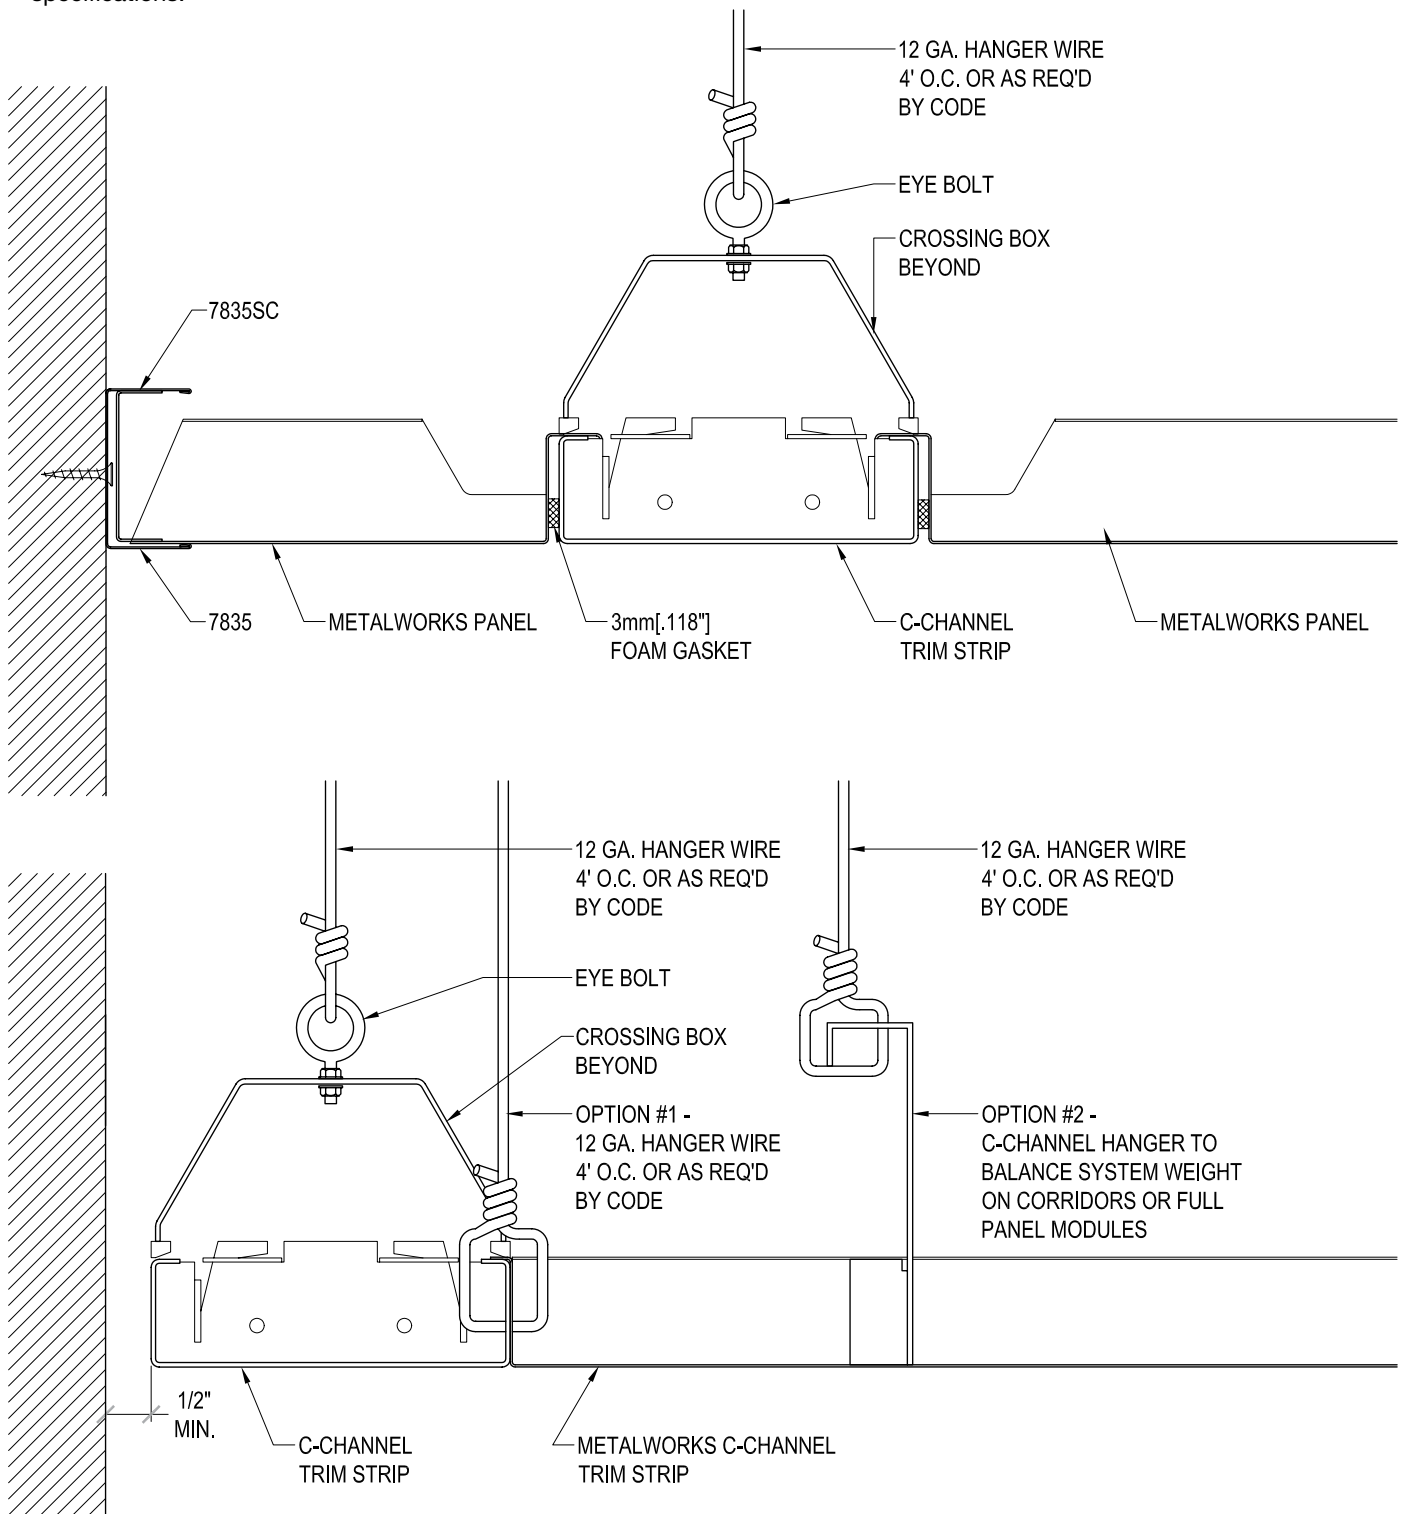 specifications.
12 GA. HANGER WIRE
4' O.C. OR AS REQ'D
BY CODE
EYE BOLT
CROSSING BOX
BEYOND
7835SC
7835
METALWORKS PANEL
3mm[.118"]
FOAM GASKET
C-CHANNEL
TRIM STRIP
METALWORKS PANEL
12 GA. HANGER WIRE
4' O.C. OR AS REQ'D
BY CODE
12 GA. HANGER WIRE
4' O.C. OR AS REQ'D
BY CODE
EYE BOLT
CROSSING BOX
BEYOND
OPTION #1 -
12 GA. HANGER WIRE
4' O.C. OR AS REQ'D
BY CODE
OPTION #2 -
C-CHANNEL HANGER TO
BALANCE SYSTEM WEIGHT
ON CORRIDORS OR FULL
PANEL MODULES
1/2"
MIN.
C-CHANNEL
TRIM STRIP
METALWORKS C-CHANNEL
TRIM STRIP